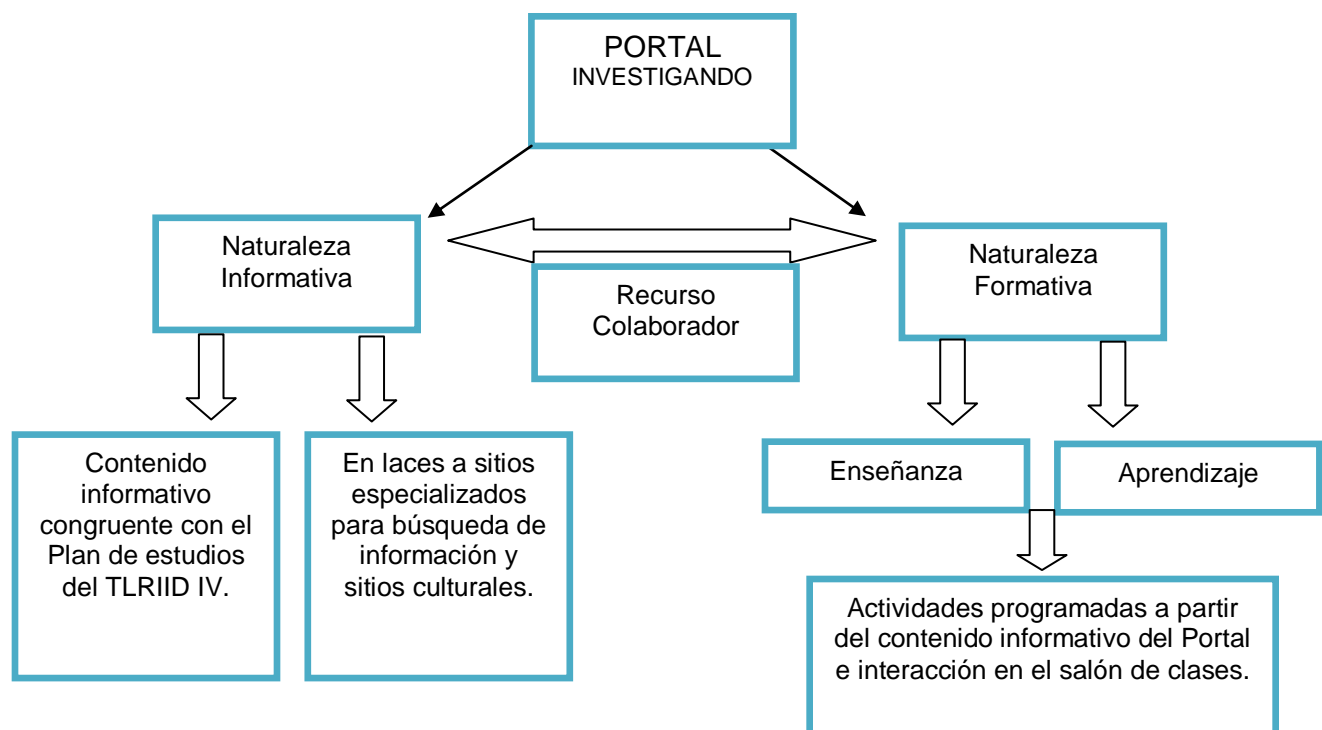 PORTAL
INVESTIGANDO
Naturaleza
Informativa
Recurso
Colaborador
Naturaleza
Formativa
Contenido
informativo
congruente con el
Plan de estudios
del TLRIID IV.
En laces a sitios
especializados
para búsqueda de
información y
sitios culturales.
Enseñanza
Aprendizaje
Actividades programadas a partir
del contenido informativo del Portal
e interacción en el salón de clases.